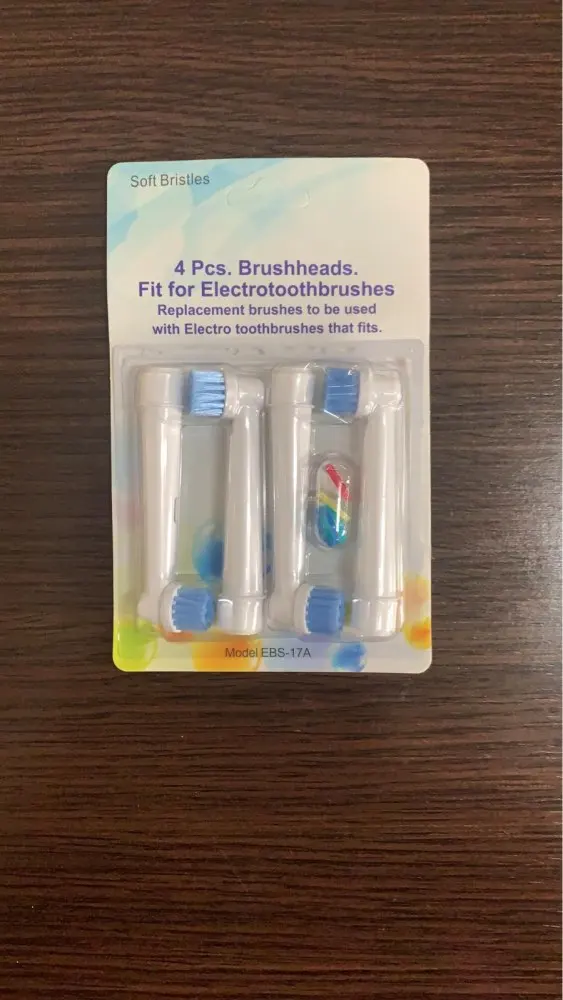 Soft Bristles
4 Pcs. Brushheads.
Fit for Electrotoothbrushes
Replacement brushes to be used
with Electro toothbrushes that fits.
Model EBS-17A